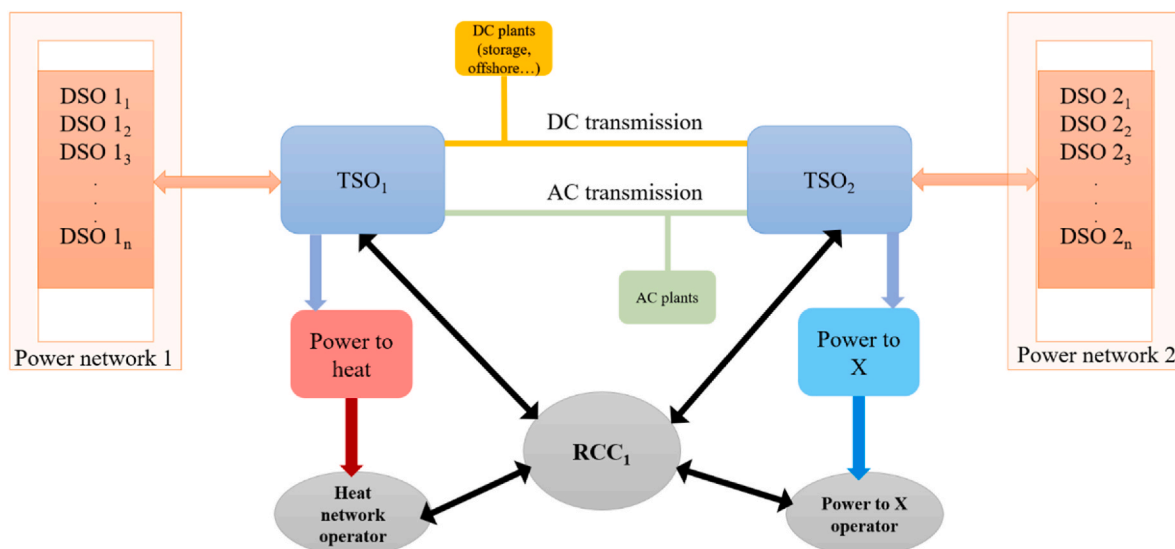 DC plants
(storage,
offshore…)
DSO 1₁
DSO 1₂
DSO 1₃
.
.
.
DSO 1ₙ
Power network 1
TSO₁
DC transmission
AC transmission
TSO₂
AC plants
DSO 2₁
DSO 2₂
DSO 2₃
.
.
.
DSO 2ₙ
Power network 2
Power to
heat
Power to
X
RCC₁
Heat
network
operator
Power to X
operator